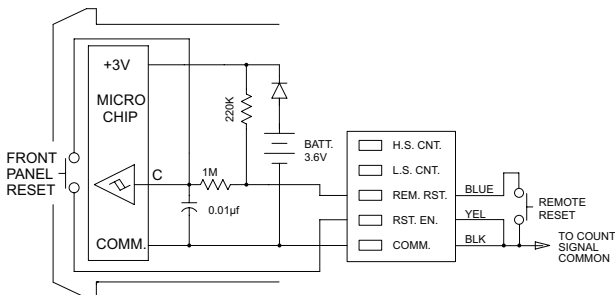 +3V
MICRO
CHIP
220K
BATT.
3.6V
FRONT
PANEL
RESET
C
1M
0.01µf
COMM.
H.S. CNT.
L.S. CNT.
REM. RST.
RST. EN.
COMM.
BLUE
YEL
BLK
REMOTE
RESET
TO COUNT
SIGNAL
COMMON